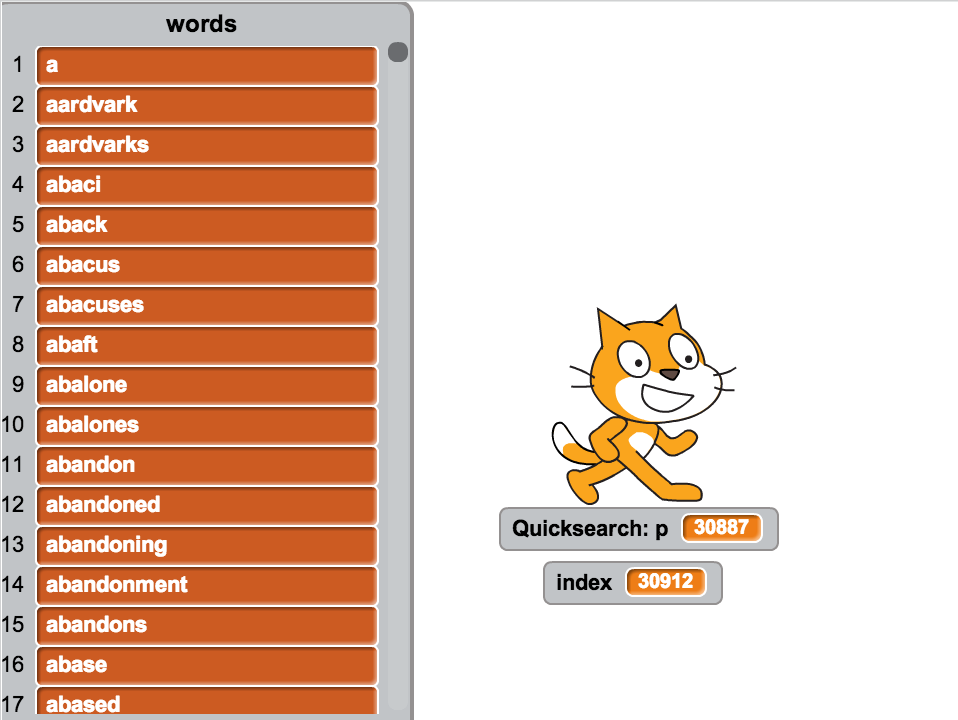 words
1 a
2 aardvark
3 aardvarks
4 abaci
5 aback
6 abacus
7 abacuses
8 abaft
9 abalone
10 abalones
11 abandon
12 abandoned
13 abandoning
14 abandonment
15 abandons
16 abase
17 abased
Quicksearch: p 30887
index 30912